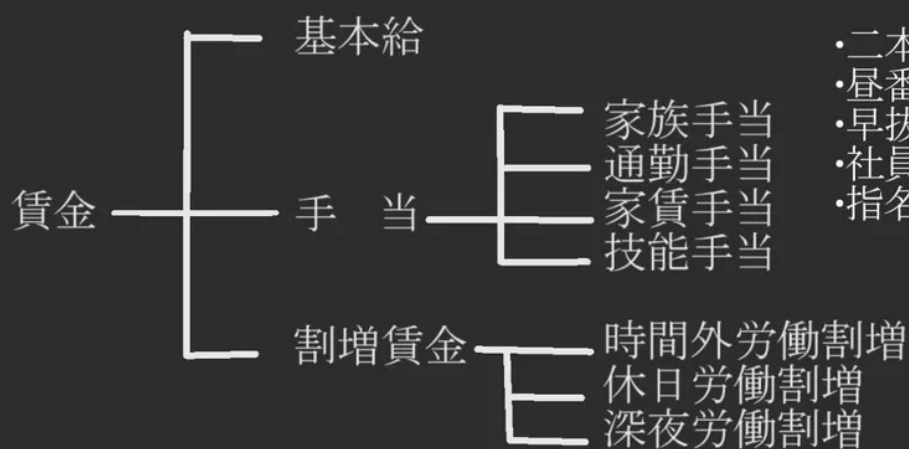 基本給
賃金
手 当
家族手当
通勤手当
家賃手当
技能手当
割増賃金
時間外労働割増
休日労働割増
深夜労働割増
・二本
・昼番
・早抜
・社員
・指名